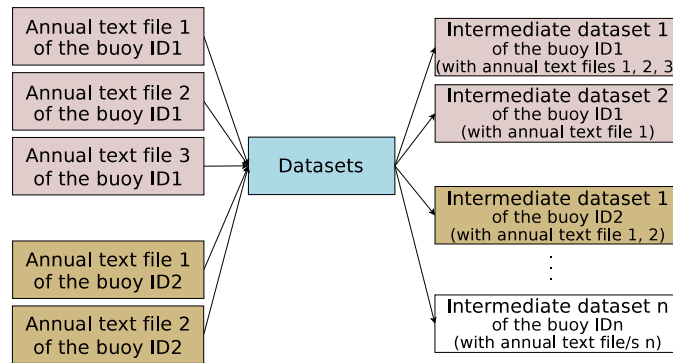 Annual text file 1
of the buoy ID1
Annual text file 2
of the buoy ID1
Annual text file 3
of the buoy ID1
Annual text file 1
of the buoy ID2
Annual text file 2
of the buoy ID2
Datasets
Intermediate dataset 1
of the buoy ID1
(with annual text files 1, 2, 3)
Intermediate dataset 2
of the buoy ID1
(with annual text file 1)
Intermediate dataset 1
of the buoy ID2
(with annual text file 1, 2)
Intermediate dataset n
of the buoy IDn
(with annual text file/s n)